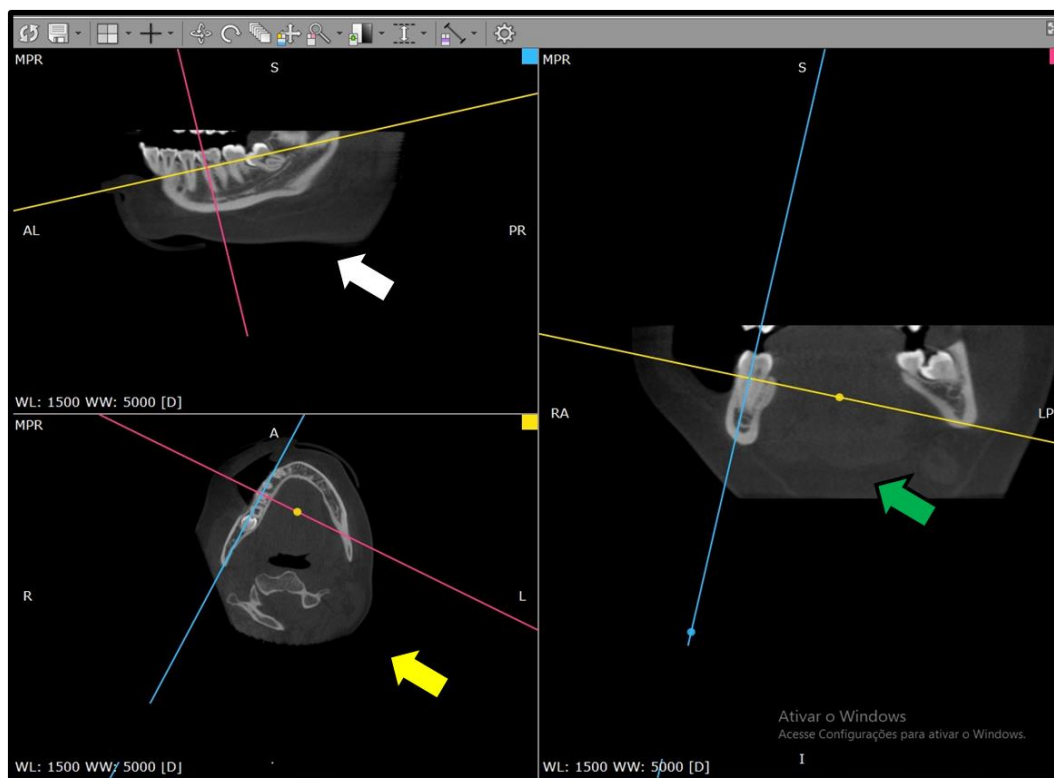 MPR
S
AL
PR
WL: 1500 WW: 5000 [D]
MPR
A
R
L
WL: 1500 WW: 5000 [D]
MPR
S
RA
LP
Ativar o Windows
Acesse Configurações para ativar o Windows.
WL: 1500 WW: 5000 [D]
I